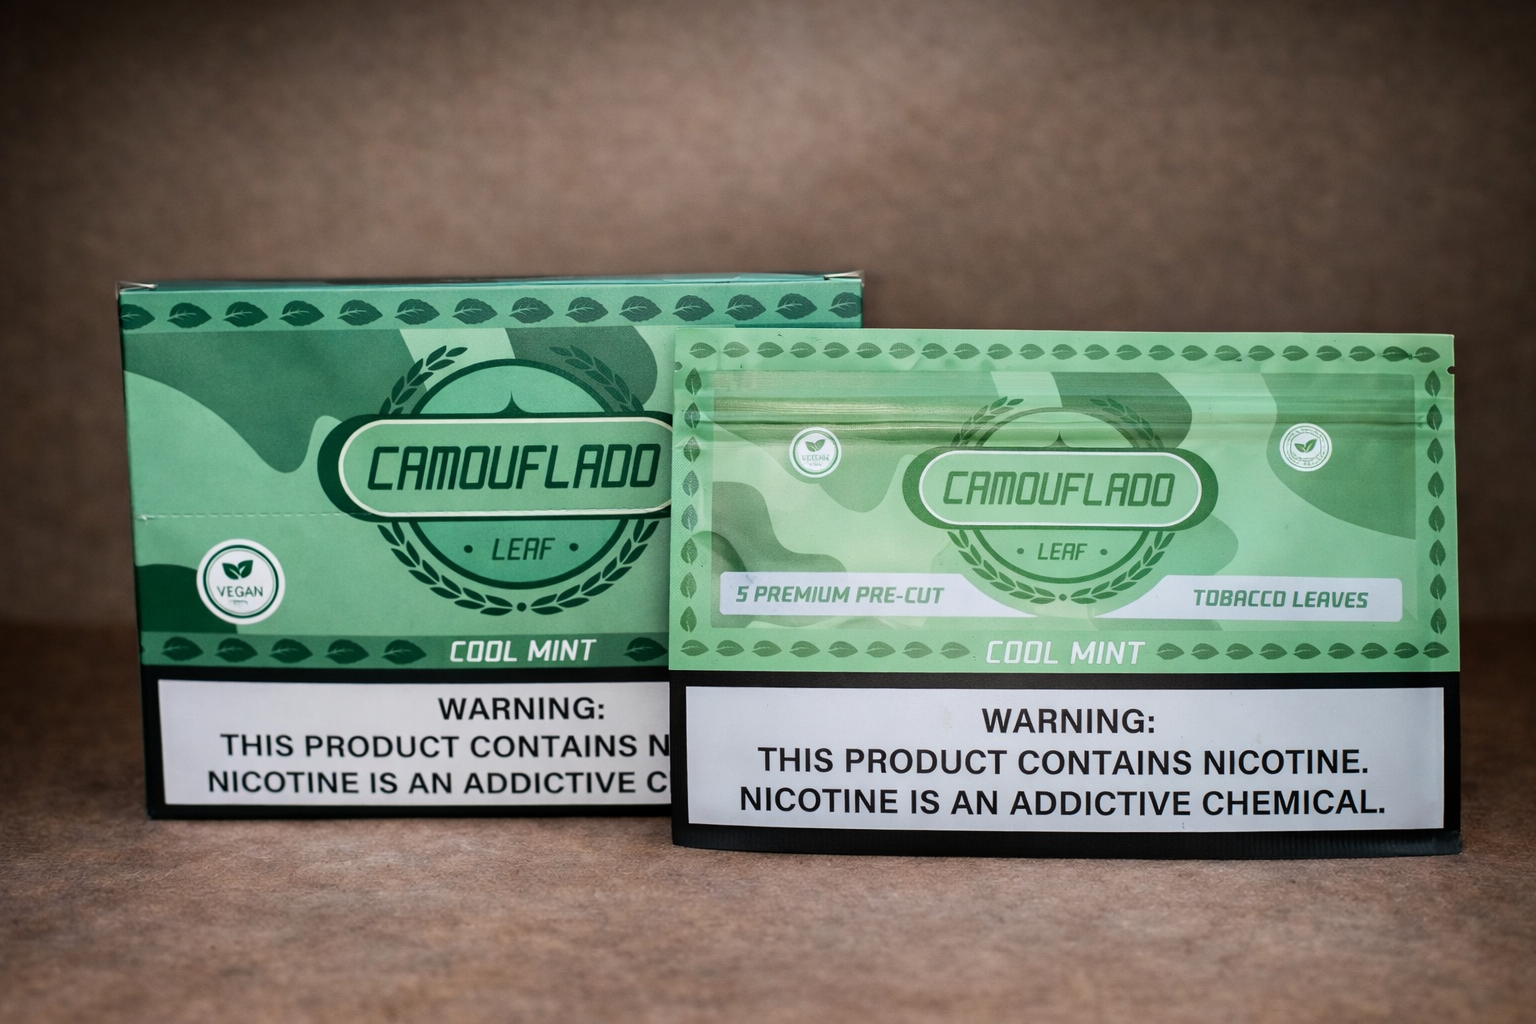 CAMOUFLADO
• LEAF •
VEGAN
COOL MINT
WARNING:
THIS PRODUCT CONTAINS N
NICOTINE IS AN ADDICTIVE C
CAMOUFLADO
• LEAF •
5 PREMIUM PRE-CUT
TOBACCO LEAVES
COOL MINT
WARNING:
THIS PRODUCT CONTAINS NICOTINE.
NICOTINE IS AN ADDICTIVE CHEMICAL.